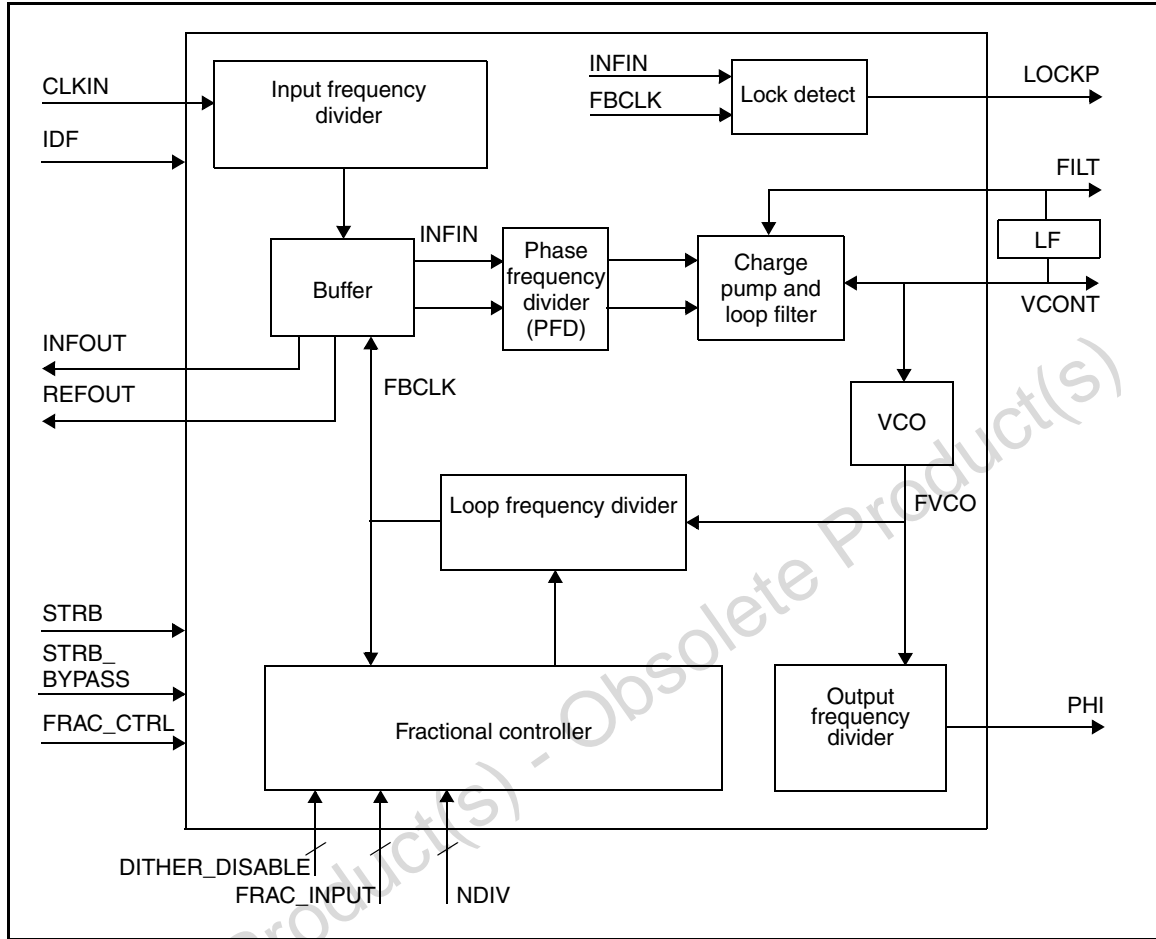 CLKIN
IDF
Input frequency
divider
INFIN
FBCLK
Lock detect
LOCKP
FILT
LF
VCONT
Buffer
INFIN
Phase
frequency
divider
(PFD)
Charge
pump and
loop filter
INFOUT
REFOUT
FBCLK
VCO
FVCO
Loop frequency divider
STRB
STRB_
BYPASS
FRAC_CTRL
Fractional controller
Output
frequency
divider
PHI
DITHER_DISABLE
FRAC_INPUT
NDIV
Product(s) - Obsolete Product(s)